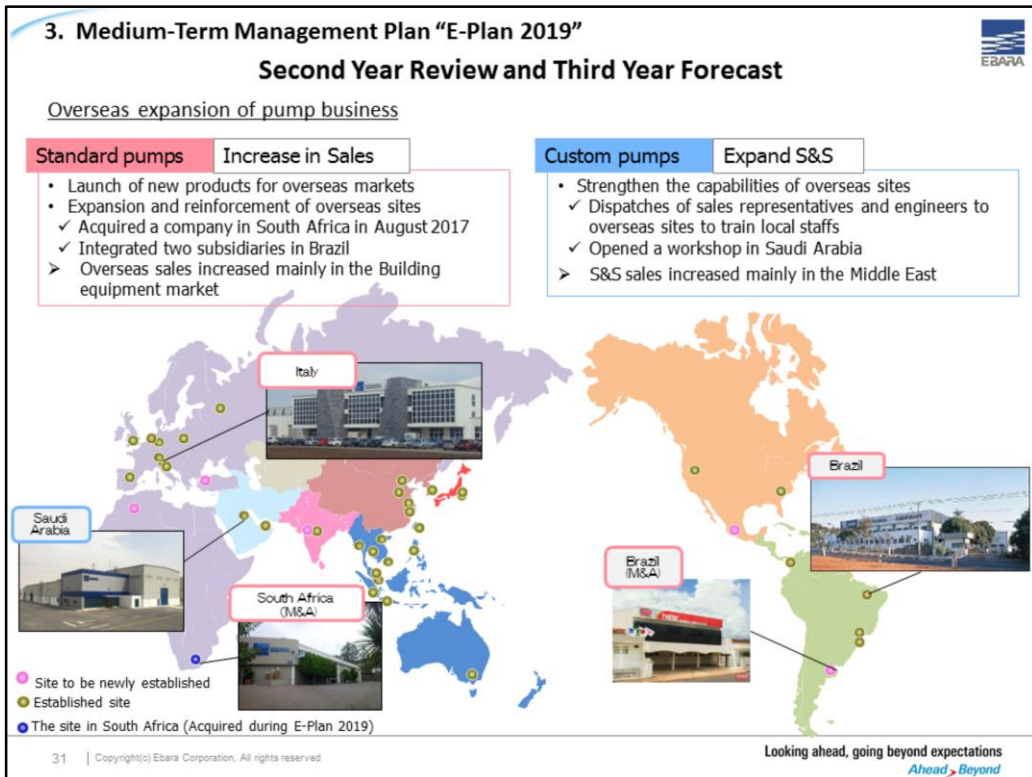 3. Medium-Term Management Plan “E-Plan 2019”
EBARA
Second Year Review and Third Year Forecast
Overseas expansion of pump business
Standard pumps
Increase in Sales
• Launch of new products for overseas markets
• Expansion and reinforcement of overseas sites
✓ Acquired a company in South Africa in August 2017
✓ Integrated two subsidiaries in Brazil
➤ Overseas sales increased mainly in the Building
equipment market
Custom pumps
Expand S&S
• Strengthen the capabilities of overseas sites
✓ Dispatches of sales representatives and engineers to
overseas sites to train local staffs
✓ Opened a workshop in Saudi Arabia
➤ S&S sales increased mainly in the Middle East
Italy
Brazil
Saudi
Arabia
South Africa
(M&A)
EBARA
Brazil
(M&A)
Site to be newly established
Established site
The site in South Africa (Acquired during E-Plan 2019)
31
Copyright(c) Ebara Corporation, All rights reserved
Looking ahead, going beyond expectations
Ahead Beyond